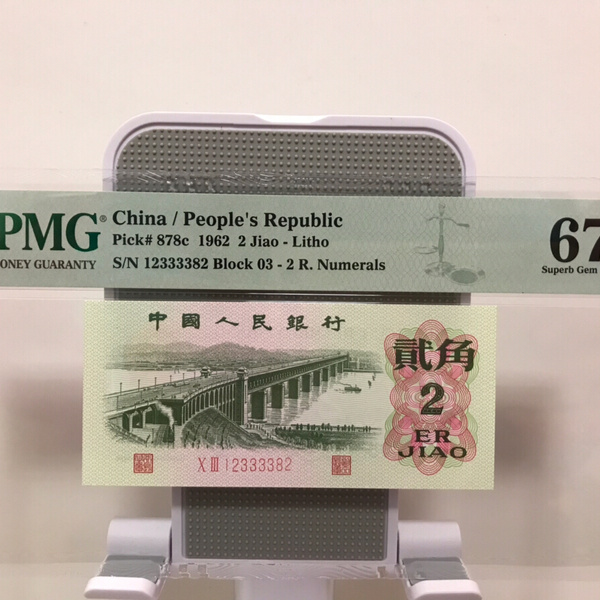 PMG®
ONEY GUARANTY
China / People's Republic
Pick# 878c 1962 2 Jiao - Litho
S/N 12333382 Block 03 - 2 R. Numerals
67
Superb Gem
中國人民銀行
貳角
2
ER
JIAO
XIII 12333382